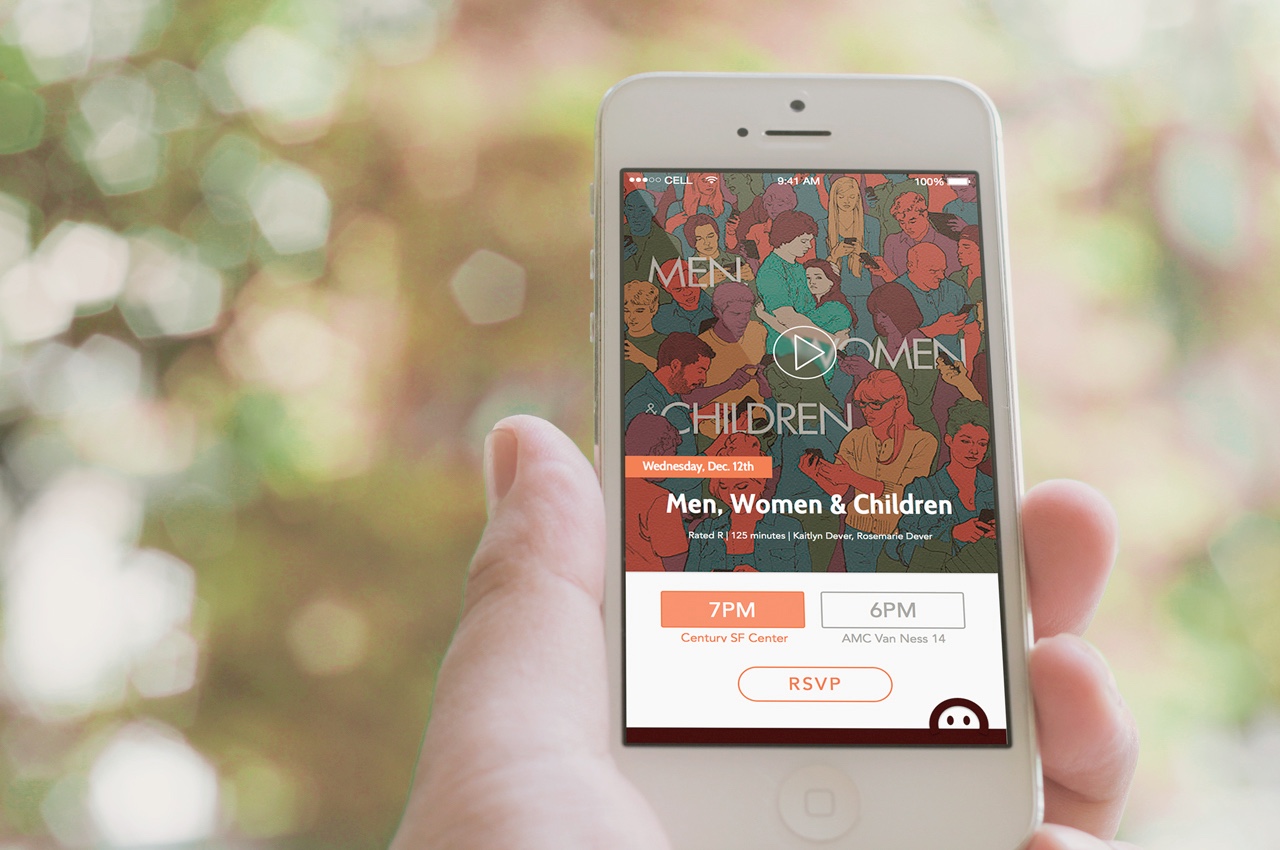 CELL 9:41 AM 100%
MEN
WOMEN
& CHILDREN
Wednesday, Dec. 12th
Men, Women & Children
Rated R | 125 minutes | Kaitlyn Dever, Rosemarie Dever
7PM 6PM
Century SF Center AMC Van Ness 14
RSVP